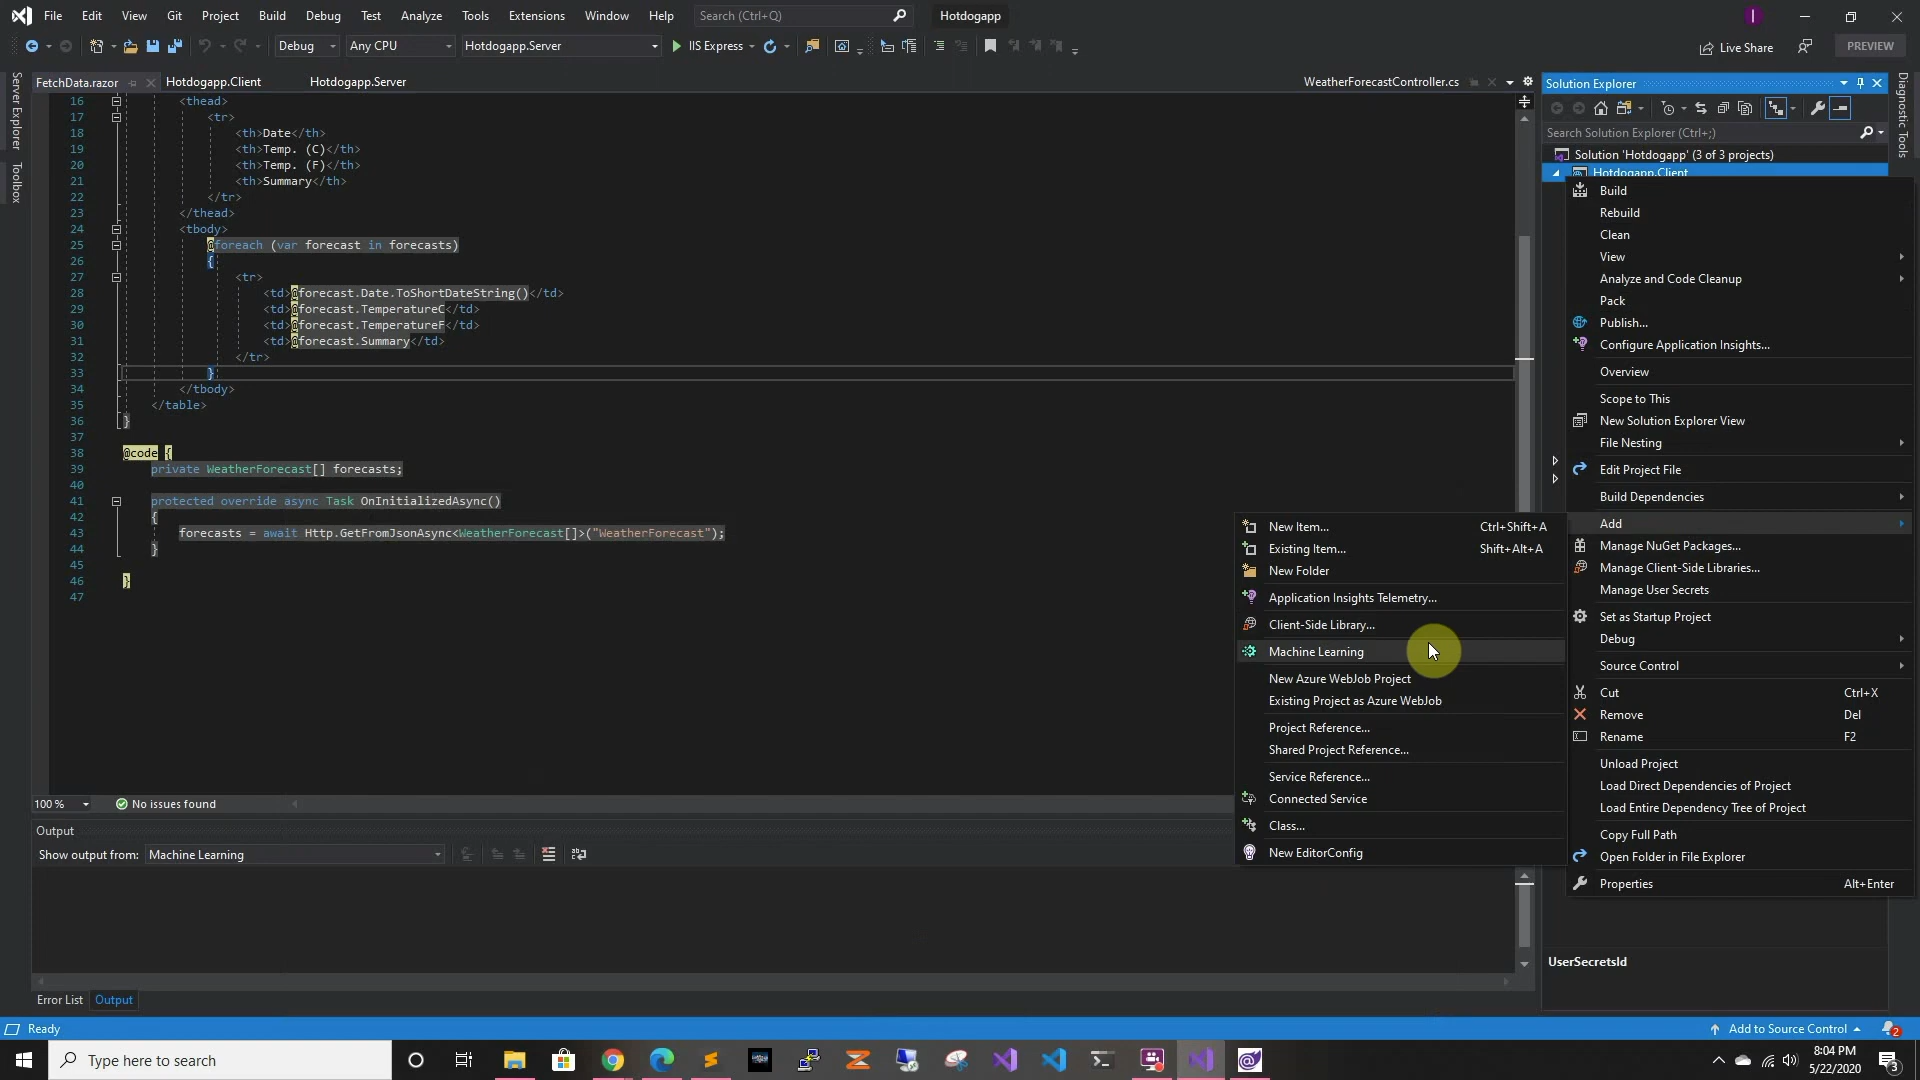 File Edit View Git Project Build Debug Test Analyze Tools Extensions Window Help Search (Ctrl+Q) Hotdogapp
Debug Any CPU Hotdogapp.Server IIS Express Live Share PREVIEW
Server Explorer
Toolbox
FetchData.razor Hotdogapp.Client Hotdogapp.Server WeatherForecastController.cs
16 <thead>
17 <tr>
18 <th>Date</th>
19 <th>Temp. (C)</th>
20 <th>Temp. (F)</th>
21 <th>Summary</th>
22 </tr>
23 </thead>
24 <tbody>
25 @foreach (var forecast in forecasts)
26 {
27 <tr>
28 <td>@forecast.Date.ToShortDateString()</td>
29 <td>@forecast.TemperatureC</td>
30 <td>@forecast.TemperatureF</td>
31 <td>@forecast.Summary</td>
32 </tr>
33 }
34 </tbody>
35 </table>
36 }
37
38 @code {
39 private WeatherForecast[] forecasts;
40
41 protected override async Task OnInitializedAsync()
42 {
43 forecasts = await Http.GetFromJsonAsync<WeatherForecast[]>("WeatherForecast");
44 }
45
46 }
47
100 % No issues found
Output
Show output from: Machine Learning
Error List Output
Solution Explorer
Search Solution Explorer (Ctrl+;)
Solution 'Hotdogapp' (3 of 3 projects)
Hotdogapp.Client
Diagnostic Tools
Build
Rebuild
Clean
View
Analyze and Code Cleanup
Pack
Publish...
Configure Application Insights...
Overview
Scope to This
New Solution Explorer View
File Nesting
Edit Project File
Build Dependencies
Add
Manage NuGet Packages...
Manage Client-Side Libraries...
Manage User Secrets
Set as Startup Project
Debug
Source Control
Cut Ctrl+X
Remove Del
Rename F2
Unload Project
Load Direct Dependencies of Project
Load Entire Dependency Tree of Project
Copy Full Path
Open Folder in File Explorer
Properties Alt+Enter
New Item... Ctrl+Shift+A
Existing Item... Shift+Alt+A
New Folder
Application Insights Telemetry...
Client-Side Library...
Machine Learning
New Azure WebJob Project
Existing Project as Azure WebJob
Project Reference...
Shared Project Reference...
Service Reference...
Connected Service
Class...
New EditorConfig
UserSecretsId
Ready Add to Source Control 2
Type here to search
8:04 PM
5/22/2020
3